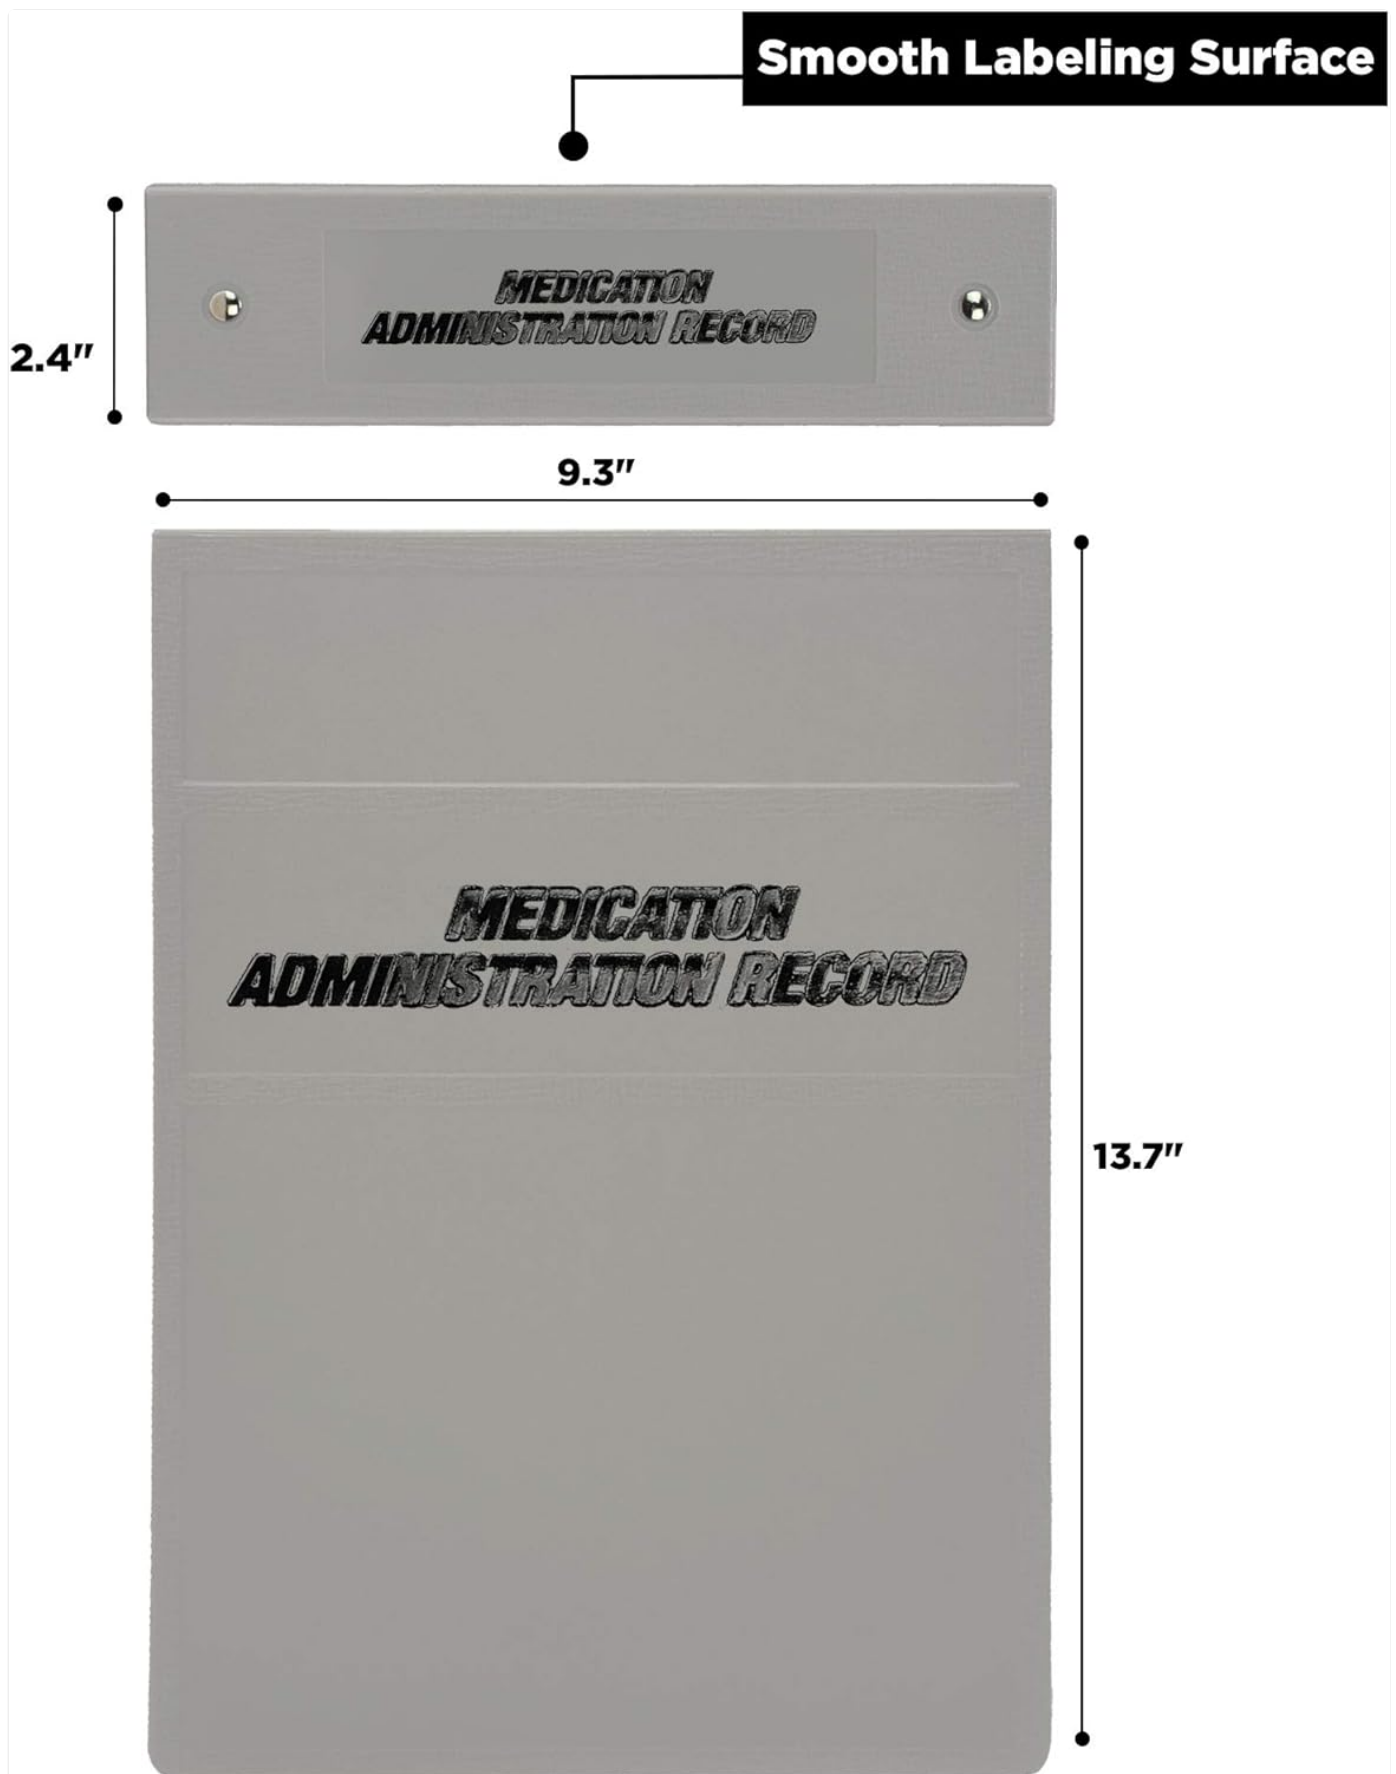 Smooth Labeling Surface
MEDICATION
ADMINISTRATION RECORD
2.4"
9.3"
MEDICATION
ADMINISTRATION RECORD
13.7"